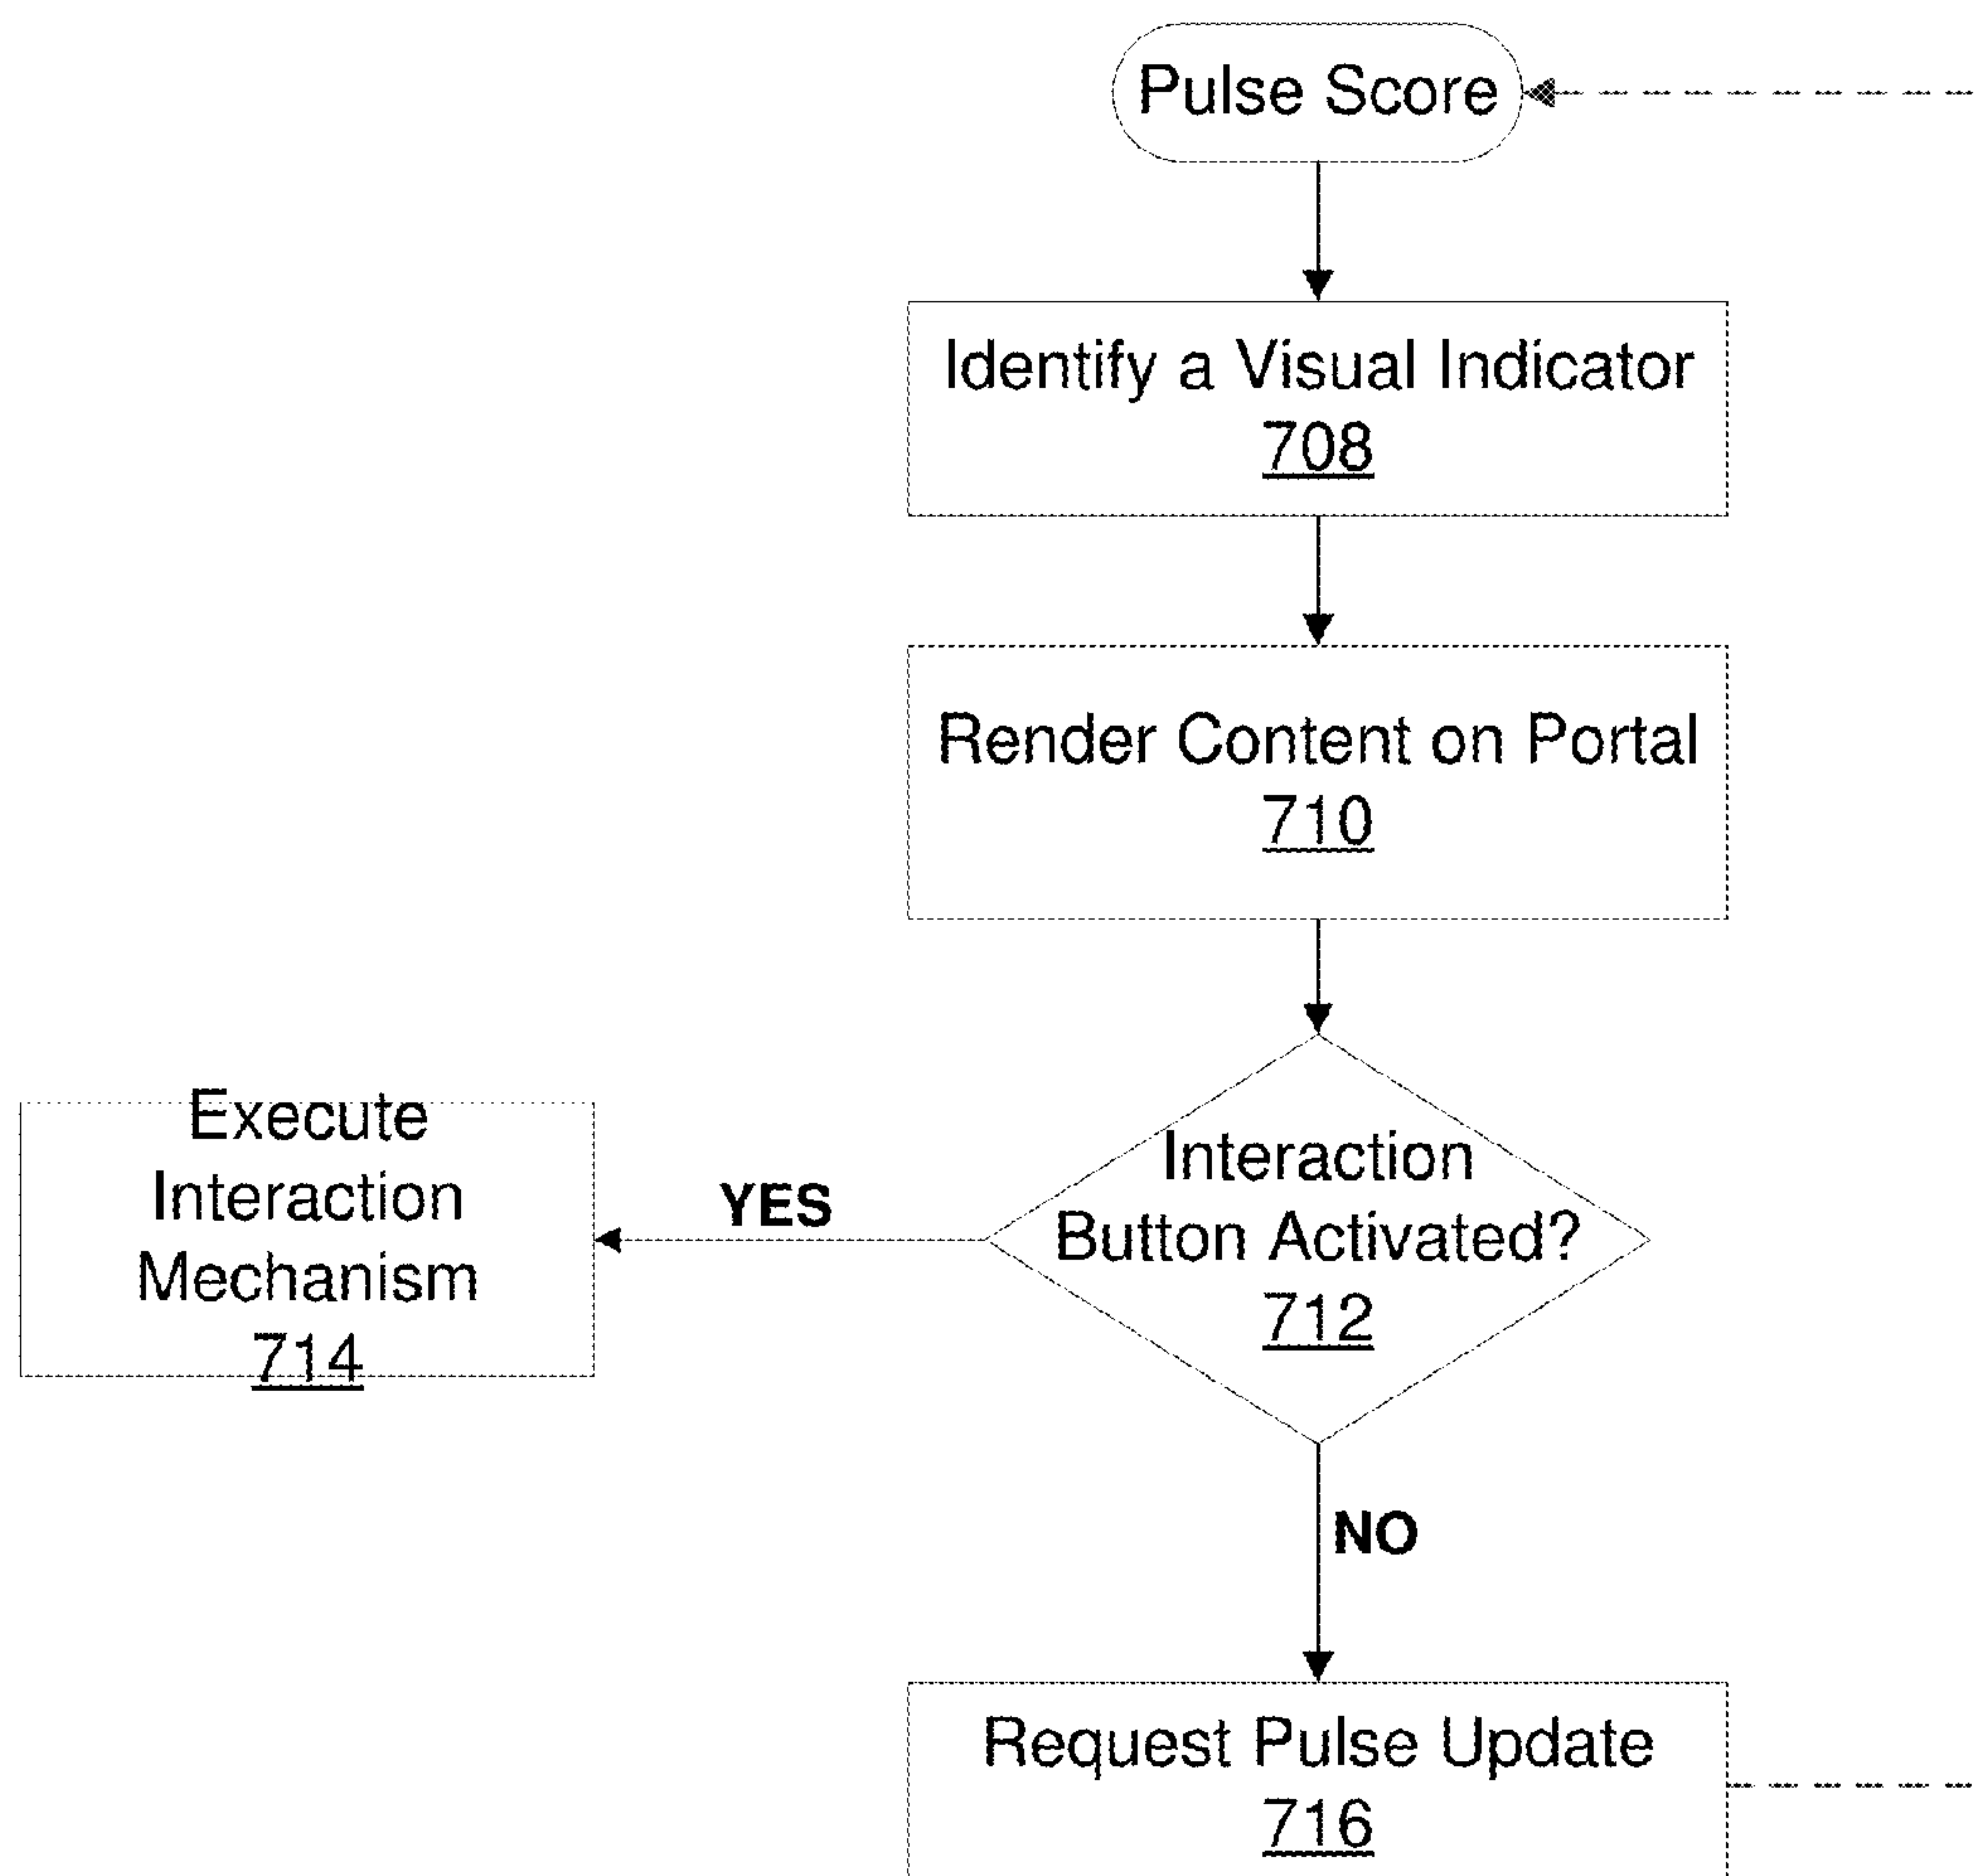 Pulse Score
Identify a Visual Indicator
708
Render Content on Portal
710
Interaction
Button Activated?
712
YES
Execute
Interaction
Mechanism
714
NO
Request Pulse Update
716